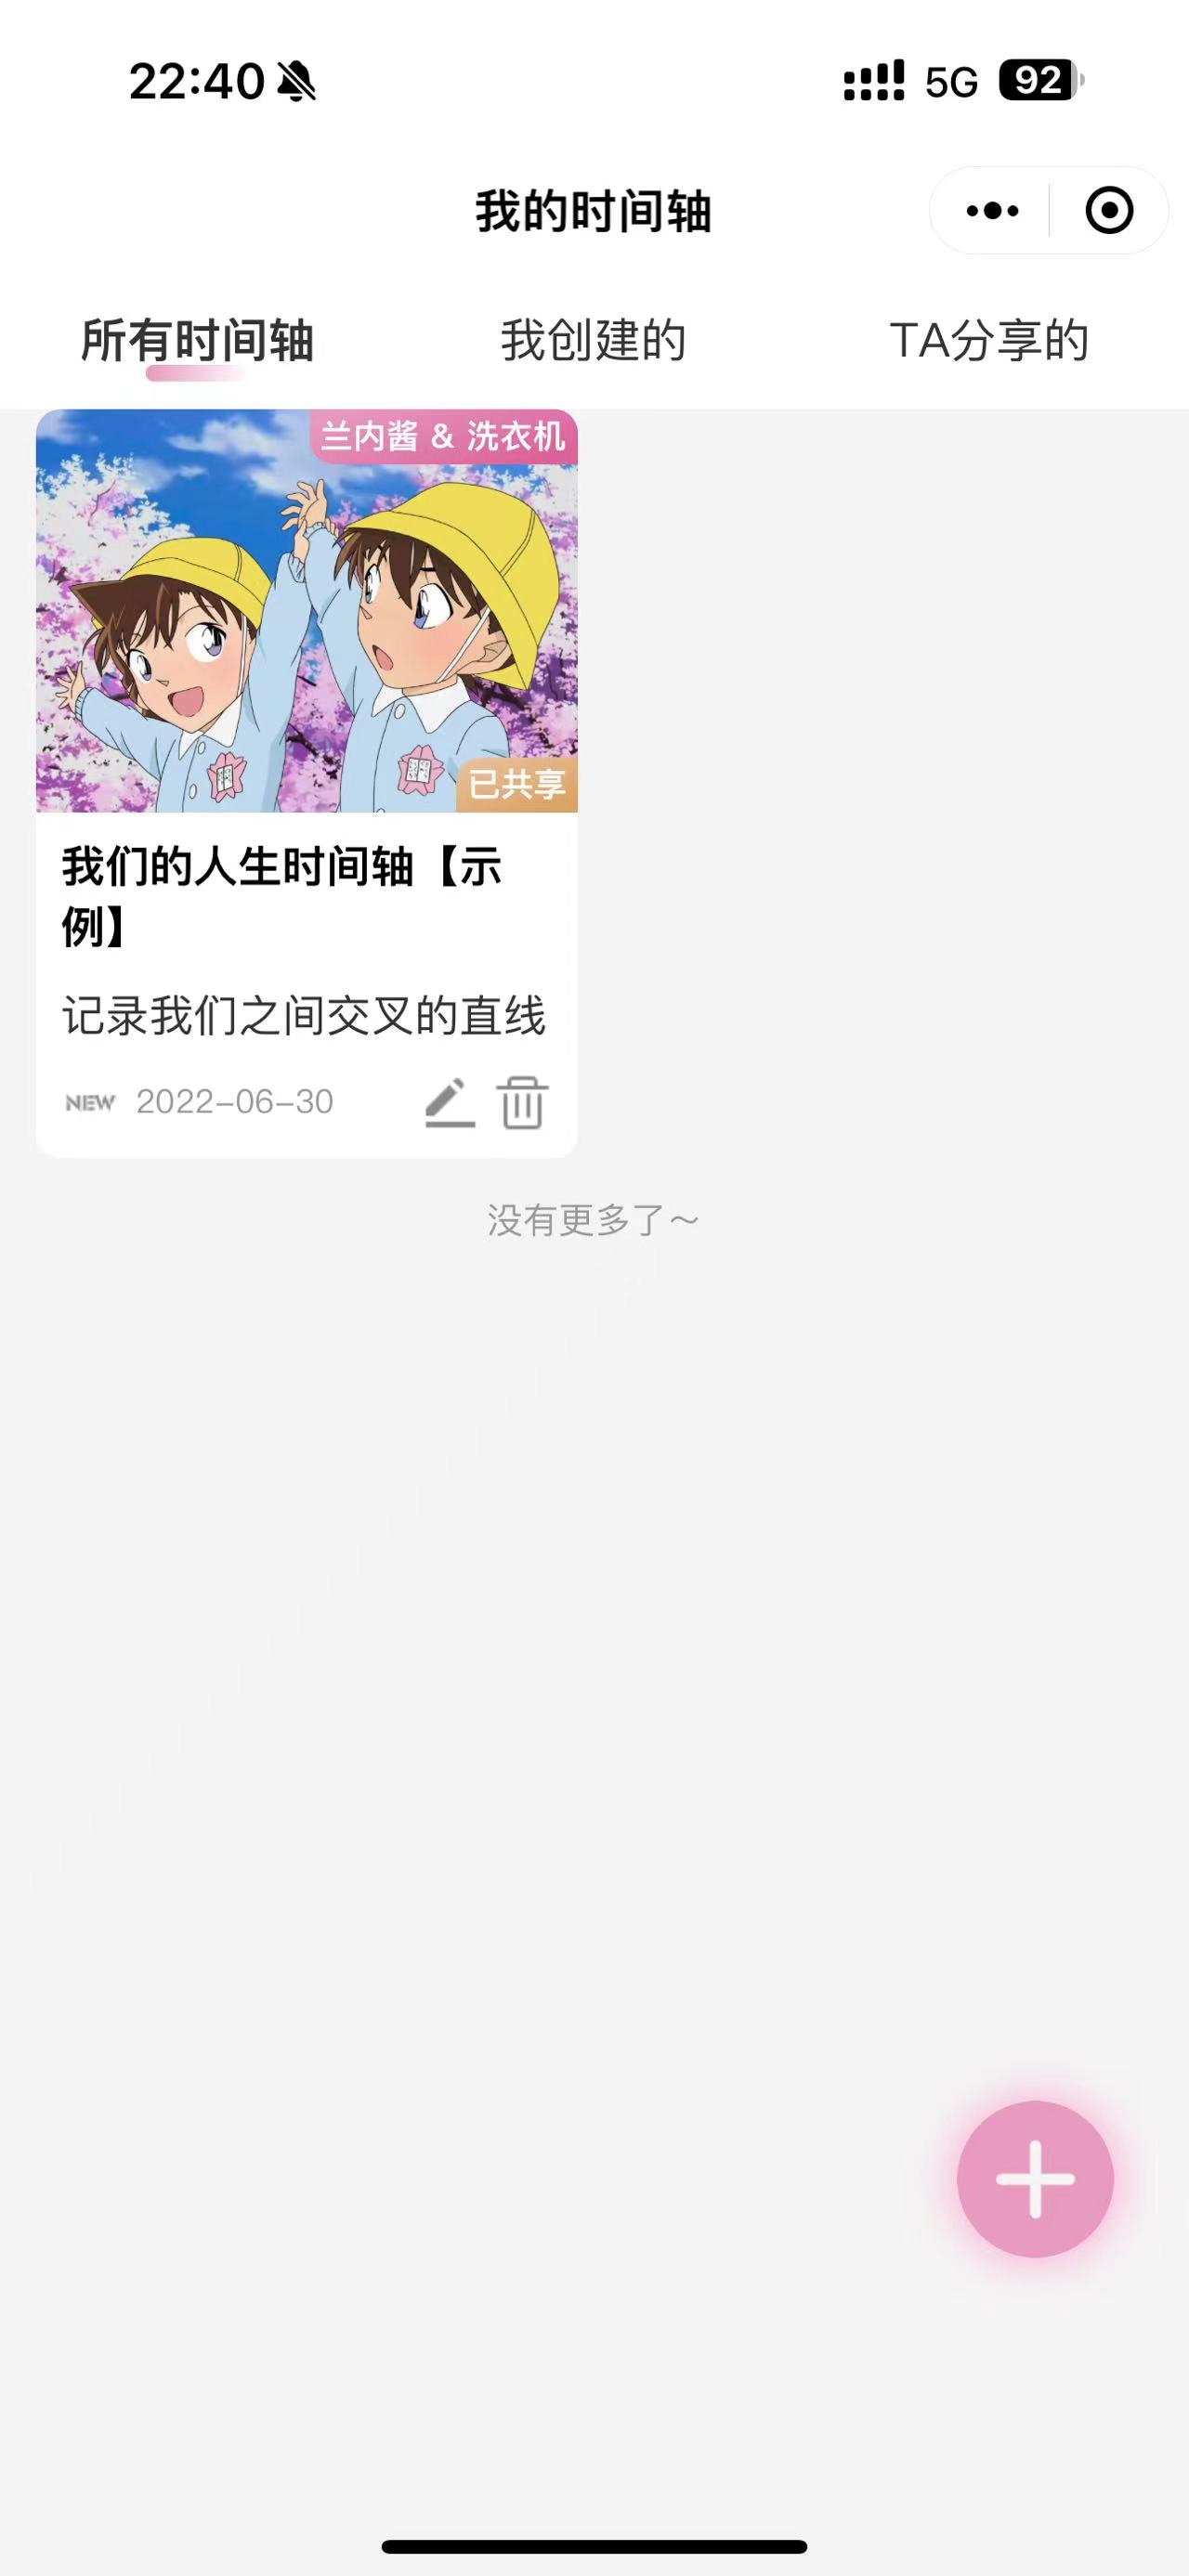 22:40
5G 92
我的时间轴
所有时间轴 我创建的 TA分享的
兰内酱 & 洗衣机
已共享
我们的人生时间轴【示
例】
记录我们之间交叉的直线
NEW 2022-06-30
没有更多了～